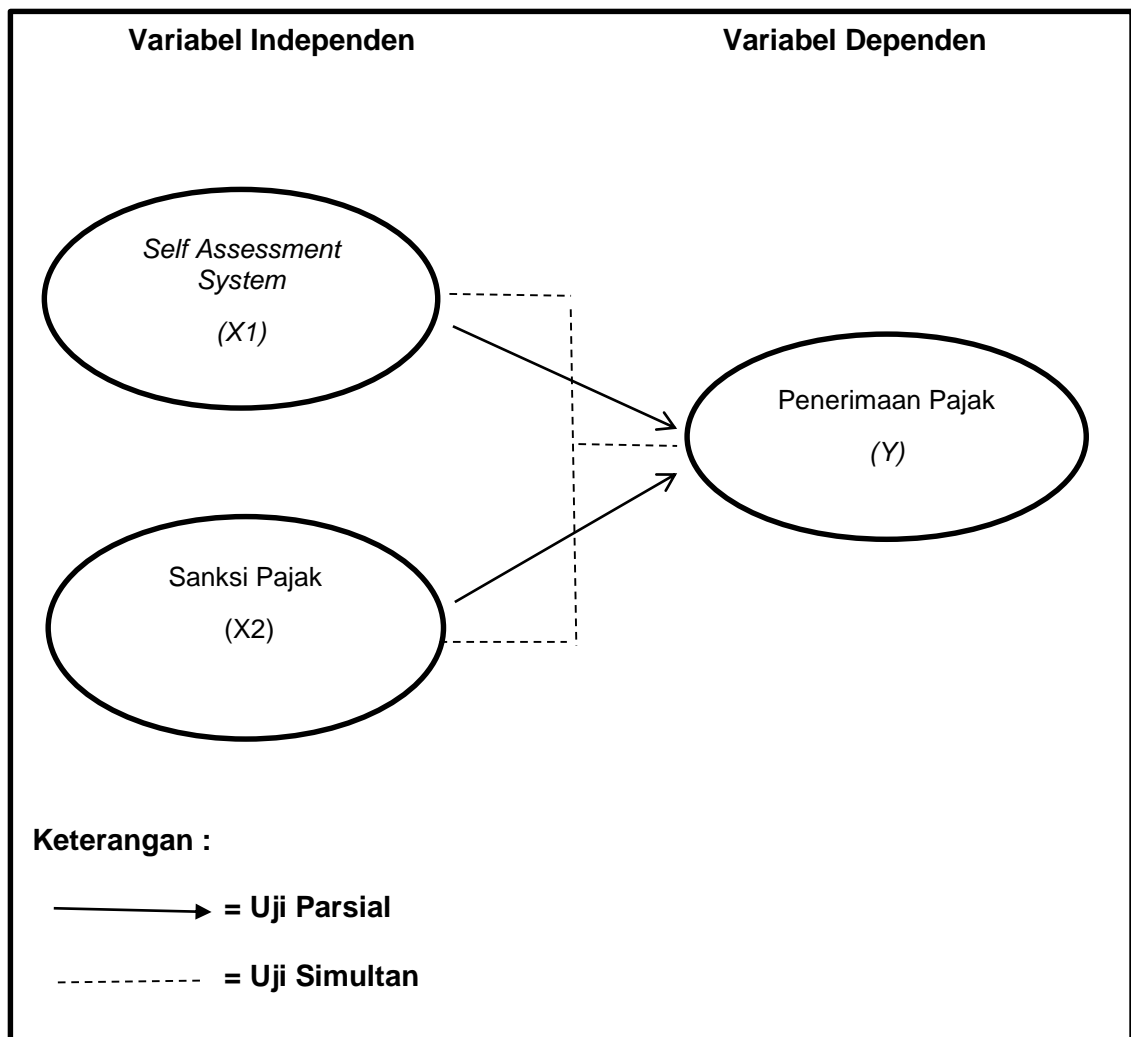 Variabel Independen
Variabel Dependen
Self Assessment
System
(X1)
Penerimaan Pajak
(Y)
Sanksi Pajak
(X2)
Keterangan :
= Uji Parsial
= Uji Simultan